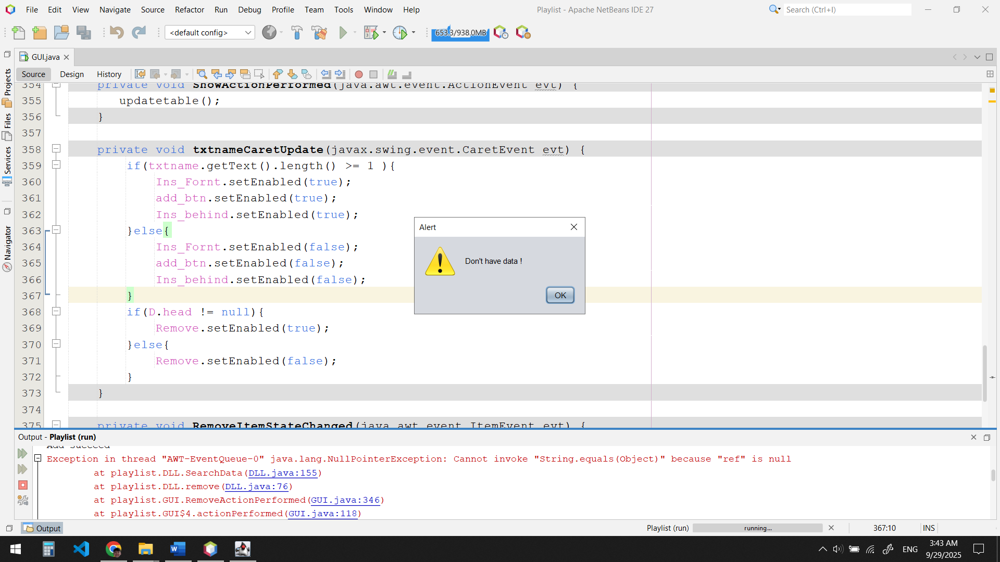 File Edit View Navigate Source Refactor Run Debug Profile Team Tools Window Help
Playlist - Apache NetBeans IDE 27
Search (Ctrl+I)
<default config>
653.3/938.0MB
GUI.java
Source Design History
Projects
Files
Services
Navigator
354 private void ShowActionPerformed(java.awt.event.ActionEvent evt) {
355 updatetable();
356 }
357
358 private void txtnameCaretUpdate(javax.swing.event.CaretEvent evt) {
359 if(txtname.getText().length() >= 1 ){
360 Ins_Fornt.setEnabled(true);
361 add_btn.setEnabled(true);
362 Ins_behind.setEnabled(true);
363 }else{
364 Ins_Fornt.setEnabled(false);
365 add_btn.setEnabled(false);
366 Ins_behind.setEnabled(false);
367 }
368 if(D.head != null){
369 Remove.setEnabled(true);
370 }else{
371 Remove.setEnabled(false);
372 }
373 }
374
375 private void RemoveItemStateChanged(java.awt.event.ItemEvent evt) {
Alert
Don't have data !
OK
Output - Playlist (run)
Add Succeed
Exception in thread "AWT-EventQueue-0" java.lang.NullPointerException: Cannot invoke "String.equals(Object)" because "ref" is null
at playlist.DLL.SearchData(DLL.java:155)
at playlist.DLL.remove(DLL.java:76)
at playlist.GUI.RemoveActionPerformed(GUI.java:346)
at playlist.GUI$4.actionPerformed(GUI.java:118)
Output
Playlist (run)
running...
367:10
INS
ENG
3:43 AM
9/29/2025